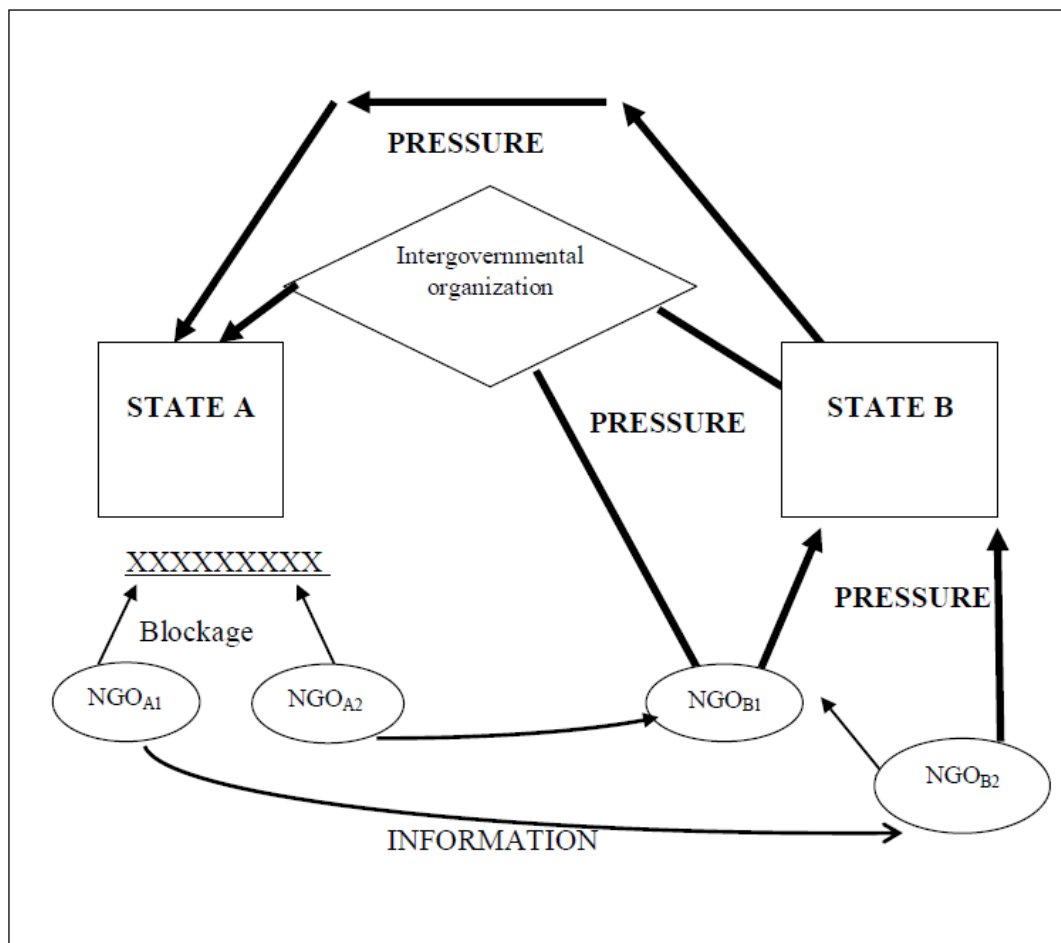 PRESSURE
Intergovernmental
organization
STATE A
STATE B
PRESSURE
XXXXXXXXX
PRESSURE
Blockage
NGOA1
NGOA2
NGOB1
NGOB2
INFORMATION